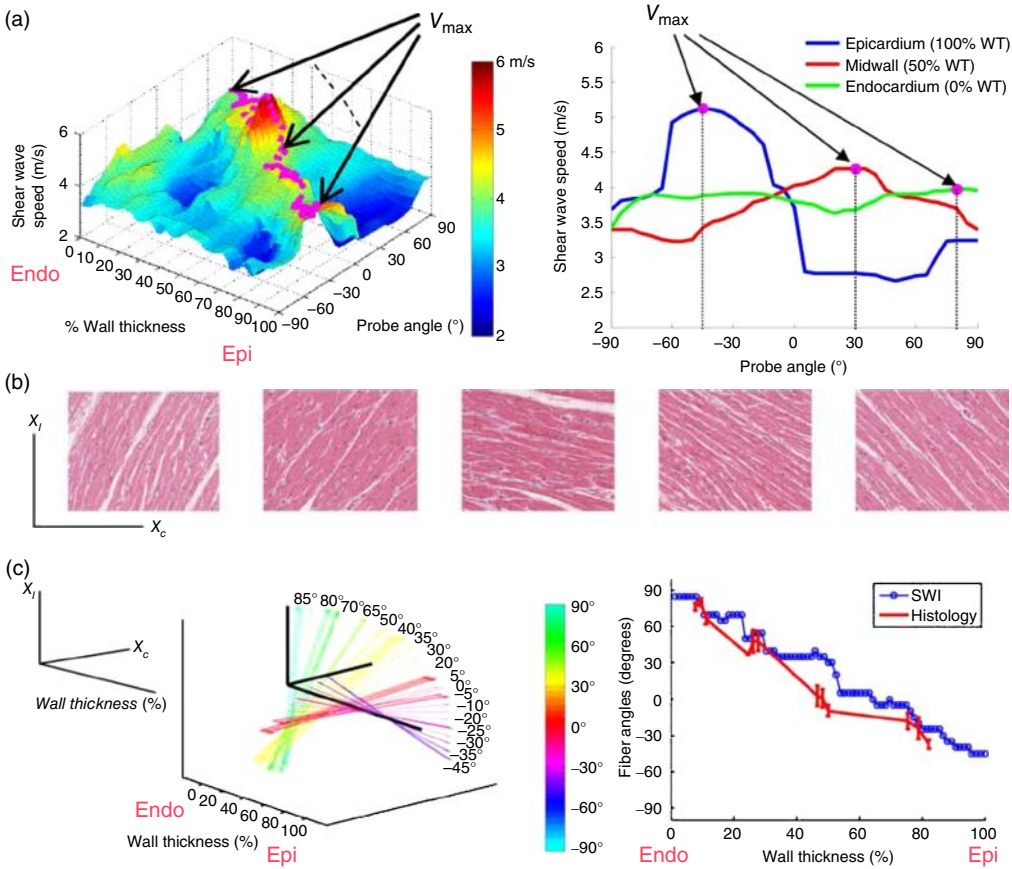 (a)
V max
6 m/s
5
4
3
2
Shear wave
speed (m/s)
6
4
2
0
10
20
30
40
50
60
70
80
90
100
−90
−60
−30
0
30
60
90
Endo
% Wall thickness
Probe angle (°)
Epi
V max
Epicardium (100% WT)
Midwall (50% WT)
Endocardium (0% WT)
Shear wave speed (m/s)
6
5.5
5
4.5
4
3.5
3
2.5
2
−90 −60 −30 0 30 60 90
Probe angle (°)
(b)
X l
X c
(c)
X l
X c
Wall thickness (%)
85°
80°
70°
65°
50°
40°
35°
30°
20°
5°
0°
−5°
−10°
−20°
−25°
−30°
−35°
−45°
Endo
0
20
40
60
80
100
Wall thickness (%)
Epi
90°
60°
30°
0°
−30°
−60°
−90°
SWI
Histology
Fiber angles (degrees)
90
60
30
0
−30
−60
−90
0 20 40 60 80 100
Endo Wall thickness (%) Epi